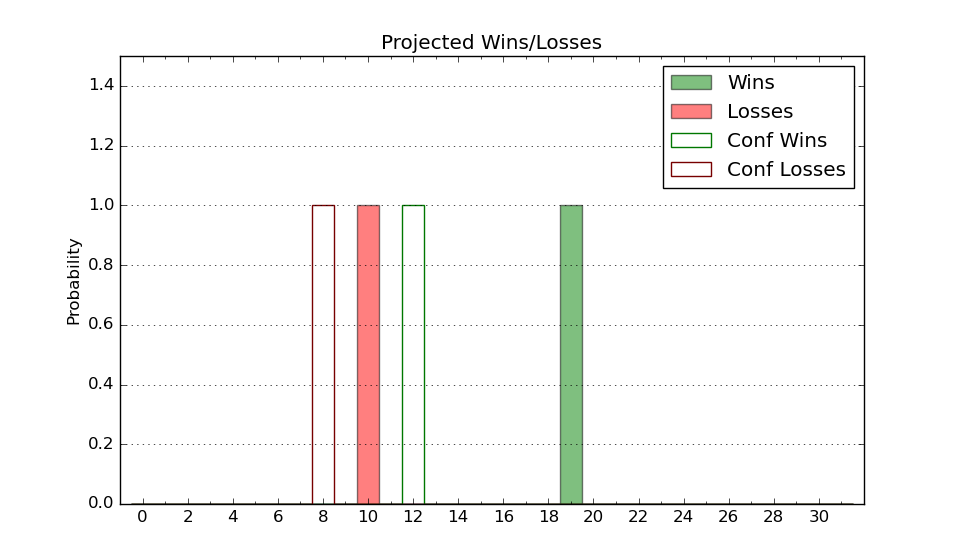 Projected Wins/Losses
Wins
Losses
Conf Wins
Conf Losses
Probability
1.4
1.2
1.0
0.8
0.6
0.4
0.2
0.0
0 2 4 6 8 10 12 14 16 18 20 22 24 26 28 30